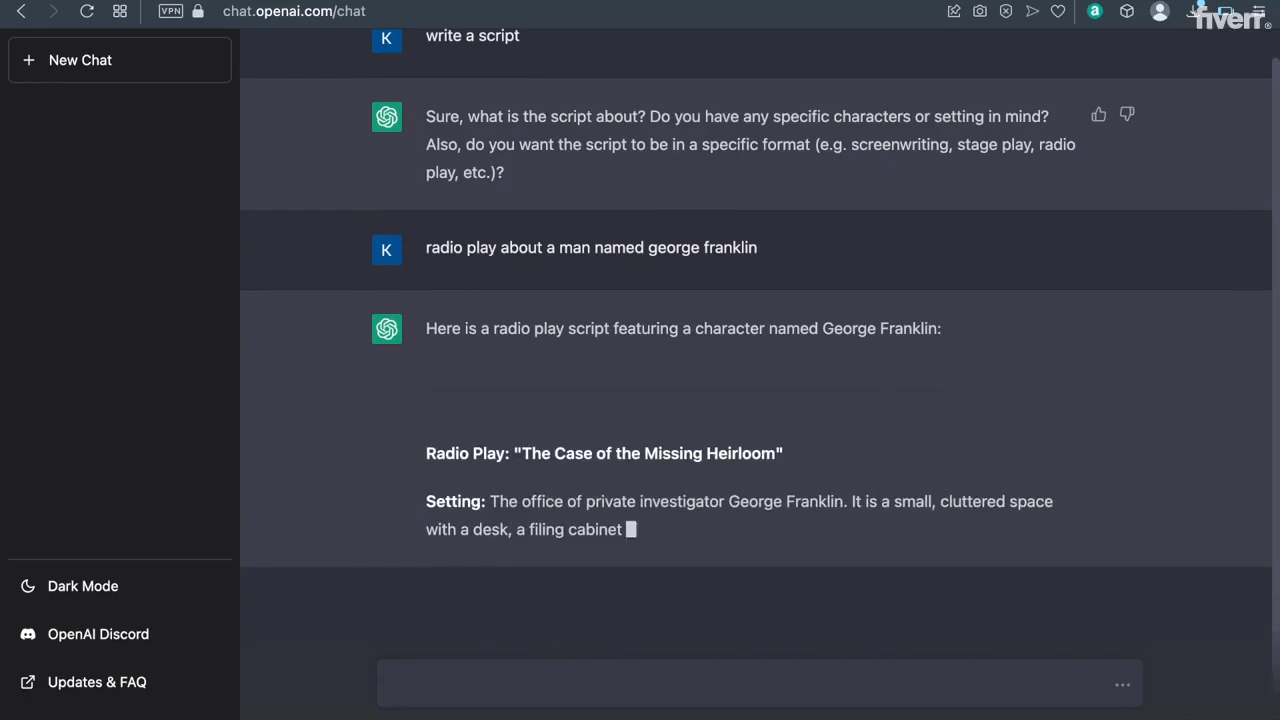 VPN
chat.openai.com/chat
fiverr.
New Chat
K
write a script
Sure, what is the script about? Do you have any specific characters or setting in mind?
Also, do you want the script to be in a specific format (e.g. screenwriting, stage play, radio
play, etc.)?
K
radio play about a man named george franklin
Here is a radio play script featuring a character named George Franklin:
Radio Play: "The Case of the Missing Heirloom"
Setting: The office of private investigator George Franklin. It is a small, cluttered space
with a desk, a filing cabinet
Dark Mode
OpenAI Discord
Updates & FAQ